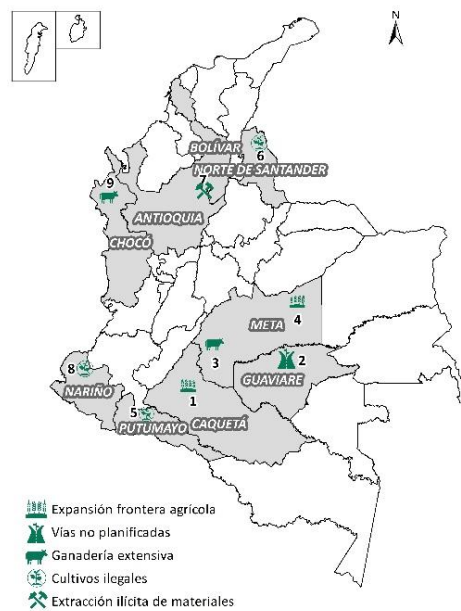 N
BOLÍVAR
6
NORTE DE SANTANDER
9
7
ANTIOQUIA
CHOCÓ
4
META
3
2
GUAVIARE
8
1
NARIÑO
5
CAQUETÁ
PUTUMAYO
Expansión frontera agrícola
Vías no planificadas
Ganadería extensiva
Cultivos ilegales
Extracción ilícita de materiales